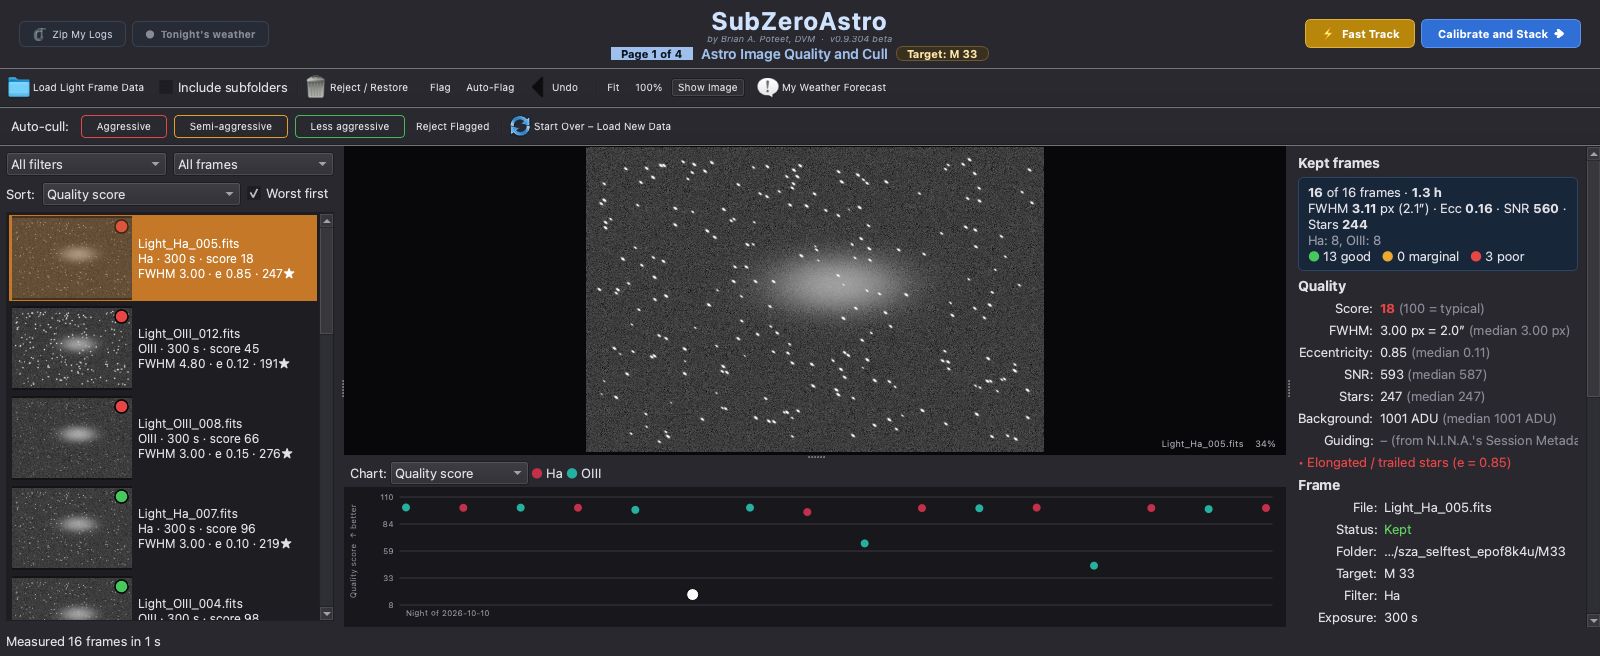 Zip My Logs
Tonight's weather
SubZeroAstro
by Brian A. Poteet, DVM · v0.9.304 beta
Page 1 of 4
Astro Image Quality and Cull
Target: M 33
Fast Track
Calibrate and Stack
Load Light Frame Data
Include subfolders
Reject / Restore
Flag
Auto-Flag
Undo
Fit
100%
Show Image
My Weather Forecast
Auto-cull:
Aggressive
Semi-aggressive
Less aggressive
Reject Flagged
Start Over – Load New Data
All filters
All frames
Sort:
Quality score
Worst first
Light_Ha_005.fits
Ha · 300 s · score 18
FWHM 3.00 · e 0.85 · 247★
Light_OIII_012.fits
OIII · 300 s · score 45
FWHM 4.80 · e 0.12 · 191★
Light_OIII_008.fits
OIII · 300 s · score 66
FWHM 3.00 · e 0.15 · 276★
Light_Ha_007.fits
Ha · 300 s · score 96
FWHM 3.00 · e 0.10 · 219★
Light_OIII_004.fits
OIII · 300 s · score 98
Measured 16 frames in 1 s
Light_Ha_005.fits 34%
Chart:
Quality score
Ha
OIII
Quality score ↑ better
110
84
59
33
8
Night of 2026-10-10
Kept frames
16 of 16 frames · 1.3 h
FWHM 3.11 px (2.1″) · Ecc 0.16 · SNR 560 ·
Stars 244
Ha: 8, OIII: 8
13 good
0 marginal
3 poor
Quality
Score: 18 (100 = typical)
FWHM: 3.00 px = 2.0″ (median 3.00 px)
Eccentricity: 0.85 (median 0.11)
SNR: 593 (median 587)
Stars: 247 (median 247)
Background: 1001 ADU (median 1001 ADU)
Guiding: – (from N.I.N.A.'s Session Metada
• Elongated / trailed stars (e = 0.85)
Frame
File: Light_Ha_005.fits
Status: Kept
Folder: .../sza_selftest_epof8k4u/M33
Target: M 33
Filter: Ha
Exposure: 300 s